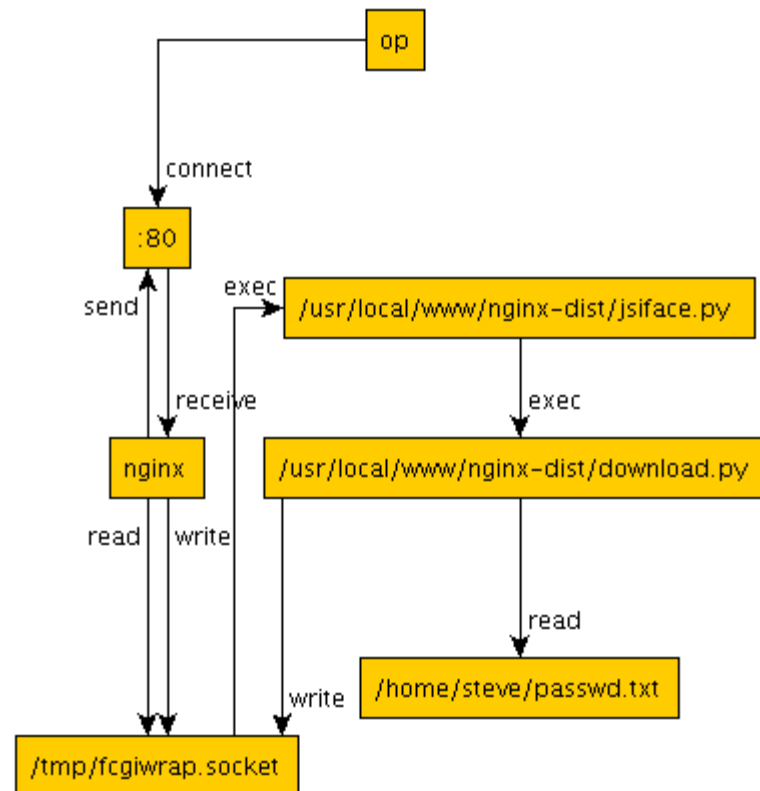 op
connect
:80
exec
send
/usr/local/www/nginx-dist/jsiface.py
receive
exec
nginx
/usr/local/www/nginx-dist/download.py
read
write
read
/home/steve/passwd.txt
write
/tmp/fcgiwrap.socket